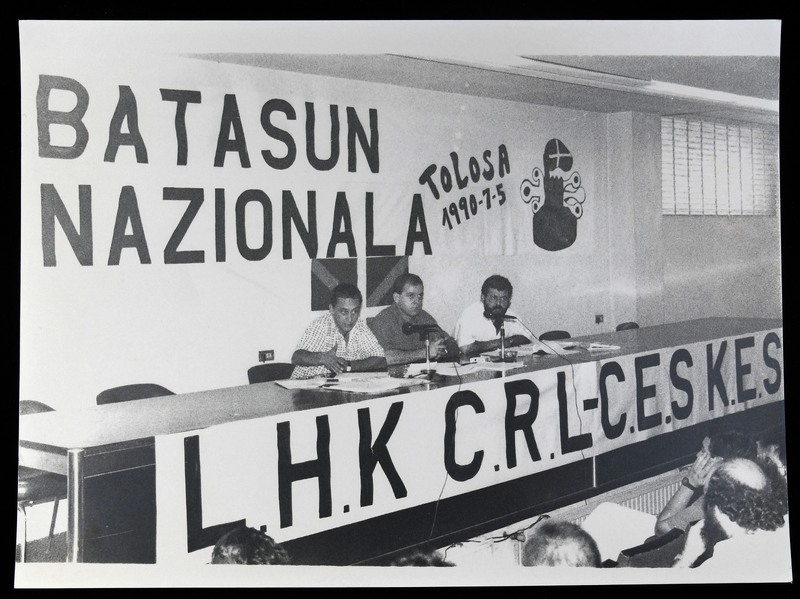 BATASUN
NAZIONALA
TOLOSA
1990-7-5
L.H.K C.R.L-C.E.S K.E.S